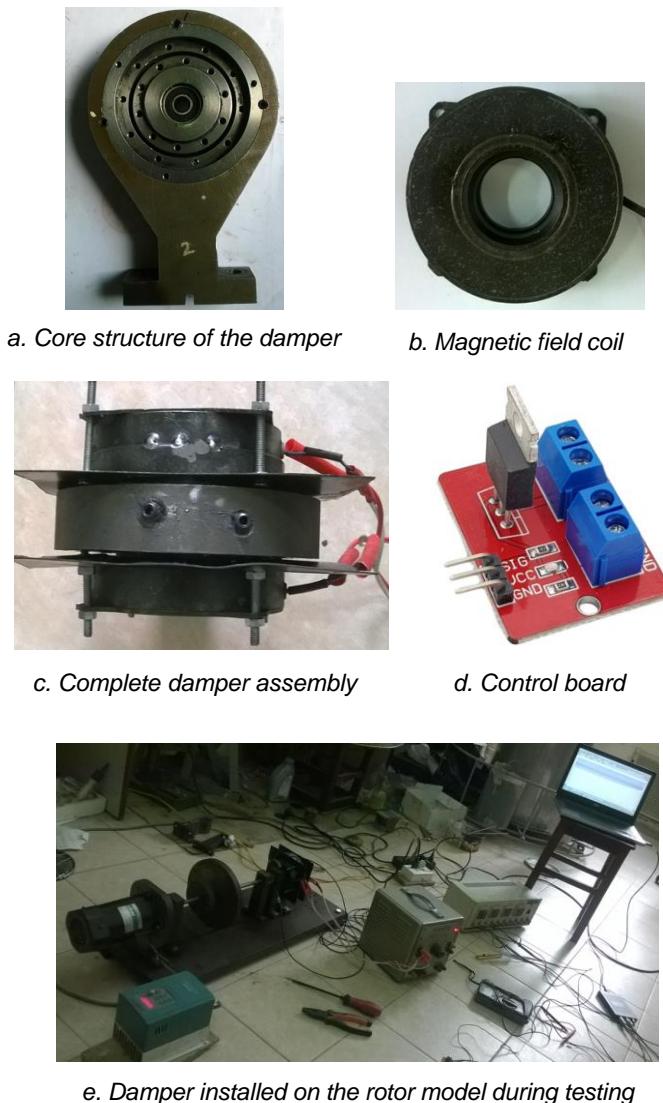 2
a. Core structure of the damper
b. Magnetic field coil
SIG
VCC
GND
GND
c. Complete damper assembly
d. Control board
e. Damper installed on the rotor model during testing